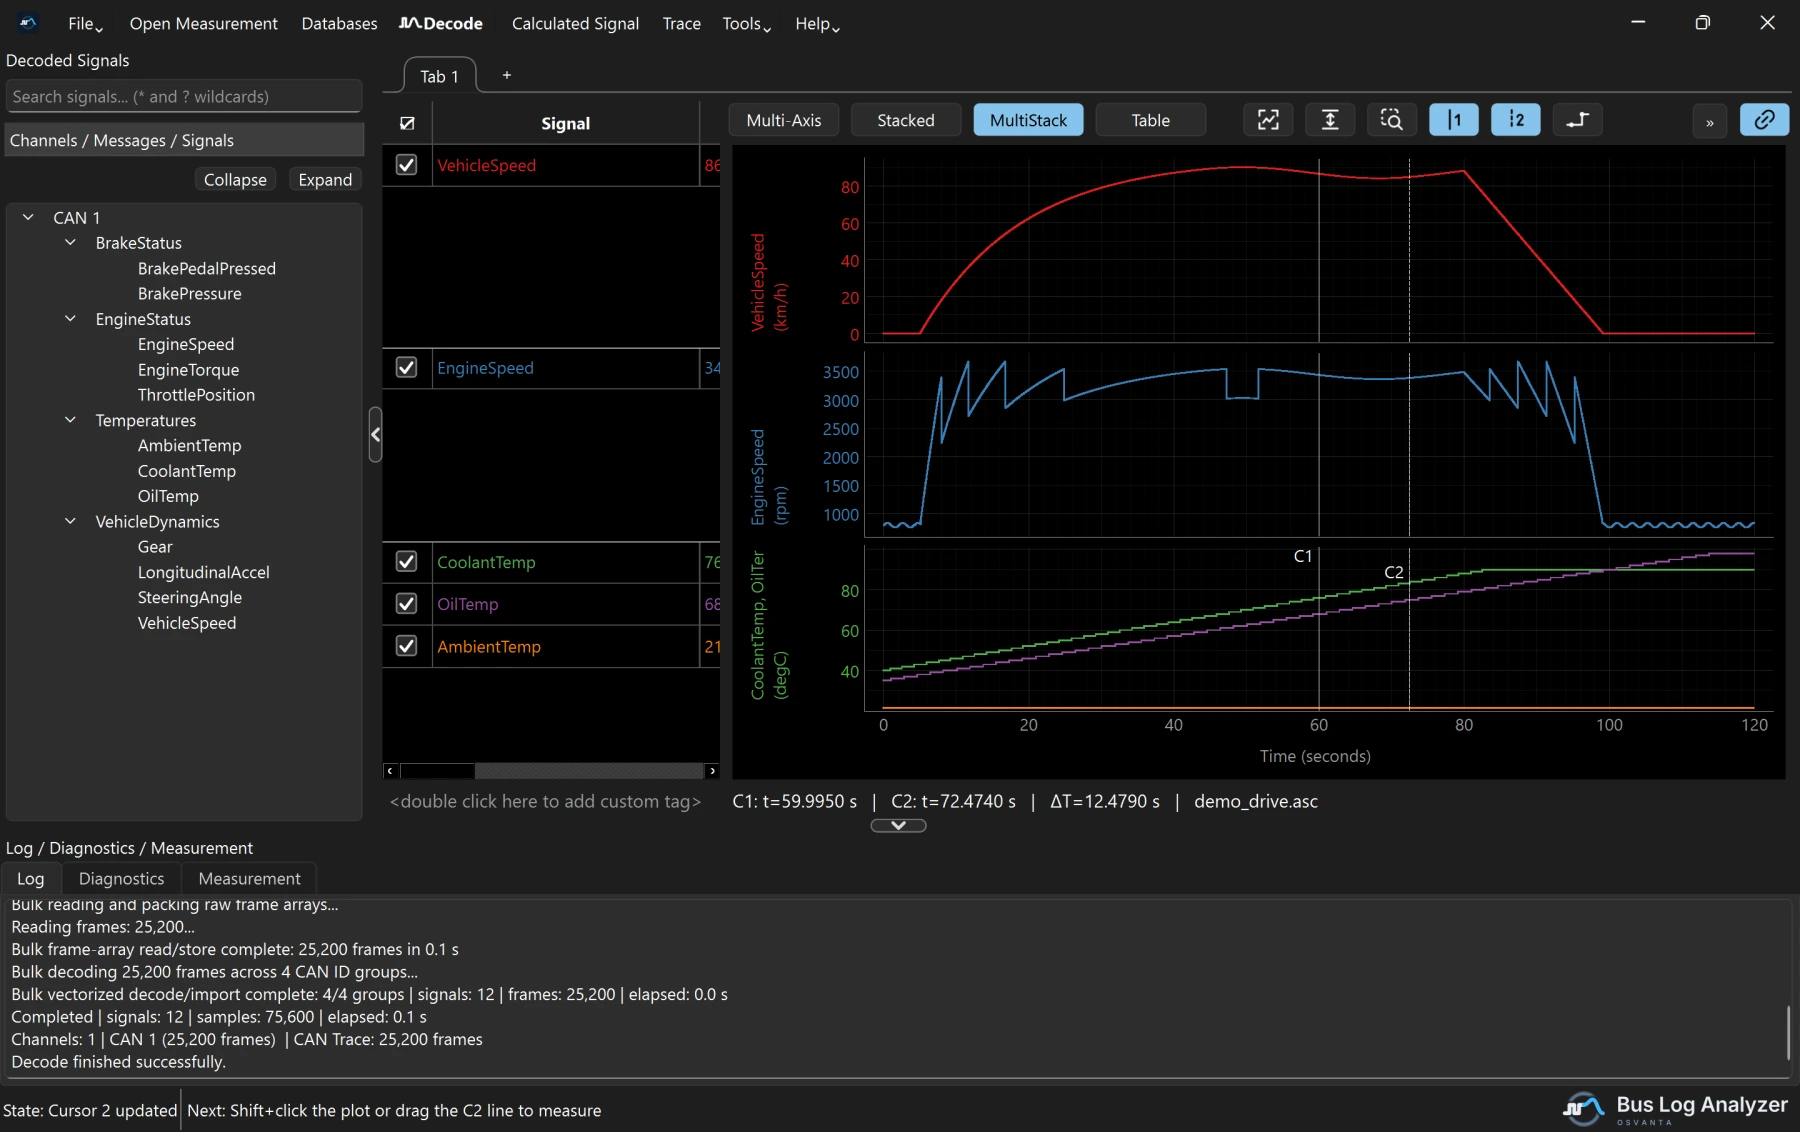 File
Open Measurement
Databases
Decode
Calculated Signal
Trace
Tools
Help
Decoded Signals
Search signals... (* and ? wildcards)
Channels / Messages / Signals
Collapse
Expand
CAN 1
BrakeStatus
BrakePedalPressed
BrakePressure
EngineStatus
EngineSpeed
EngineTorque
ThrottlePosition
Temperatures
AmbientTemp
CoolantTemp
OilTemp
VehicleDynamics
Gear
LongitudinalAccel
SteeringAngle
VehicleSpeed
Tab 1
+
Signal
VehicleSpeed 86
EngineSpeed 34
CoolantTemp 76
OilTemp 68
AmbientTemp 21
<double click here to add custom tag>
Multi-Axis
Stacked
MultiStack
Table
1
2
»
VehicleSpeed
(km/h)
80
60
40
20
0
EngineSpeed
(rpm)
3500
3000
2500
2000
1500
1000
CoolantTemp, OilTer
(degC)
80
60
40
C1
C2
0 20 40 60 80 100 120
Time (seconds)
C1: t=59.9950 s | C2: t=72.4740 s | ΔT=12.4790 s | demo_drive.asc
Log / Diagnostics / Measurement
Log
Diagnostics
Measurement
Bulk reading and packing raw frame arrays...
Reading frames: 25,200...
Bulk frame-array read/store complete: 25,200 frames in 0.1 s
Bulk decoding 25,200 frames across 4 CAN ID groups...
Bulk vectorized decode/import complete: 4/4 groups | signals: 12 | frames: 25,200 | elapsed: 0.0 s
Completed | signals: 12 | samples: 75,600 | elapsed: 0.1 s
Channels: 1 | CAN 1 (25,200 frames) | CAN Trace: 25,200 frames
Decode finished successfully.
State: Cursor 2 updated
Next: Shift+click the plot or drag the C2 line to measure
Bus Log Analyzer
OSVANTA